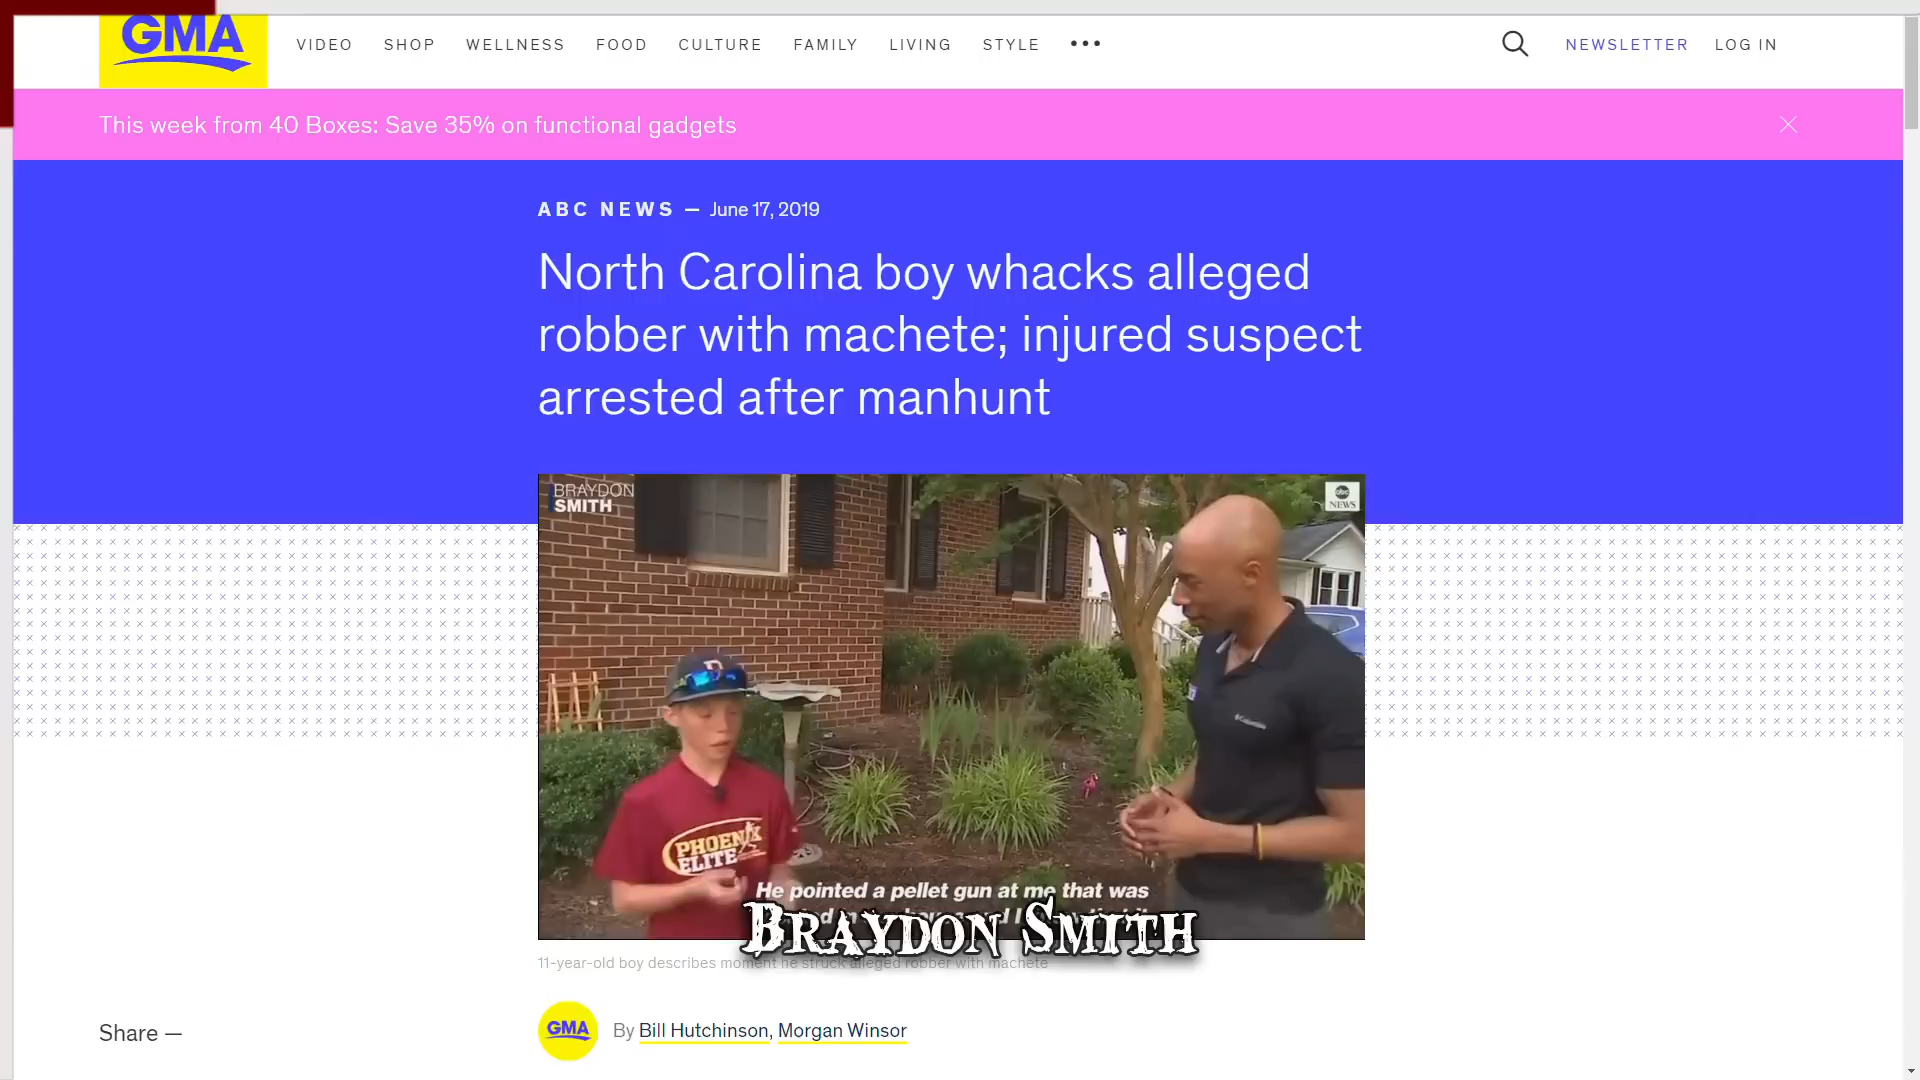 GMA
VIDEO SHOP WELLNESS FOOD CULTURE FAMILY LIVING STYLE
NEWSLETTER LOG IN
This week from 40 Boxes: Save 35% on functional gadgets
ABC NEWS — June 17, 2019
North Carolina boy whacks alleged
robber with machete; injured suspect
arrested after manhunt
BRAYDON
SMITH
abc
NEWS
Columbia
PHOENIX
ELITE
He pointed a pellet gun at me that was
BRAYDON SMITH
11-year-old boy describes moment he struck alleged robber with machete
Share —
GMA
By Bill Hutchinson, Morgan Winsor